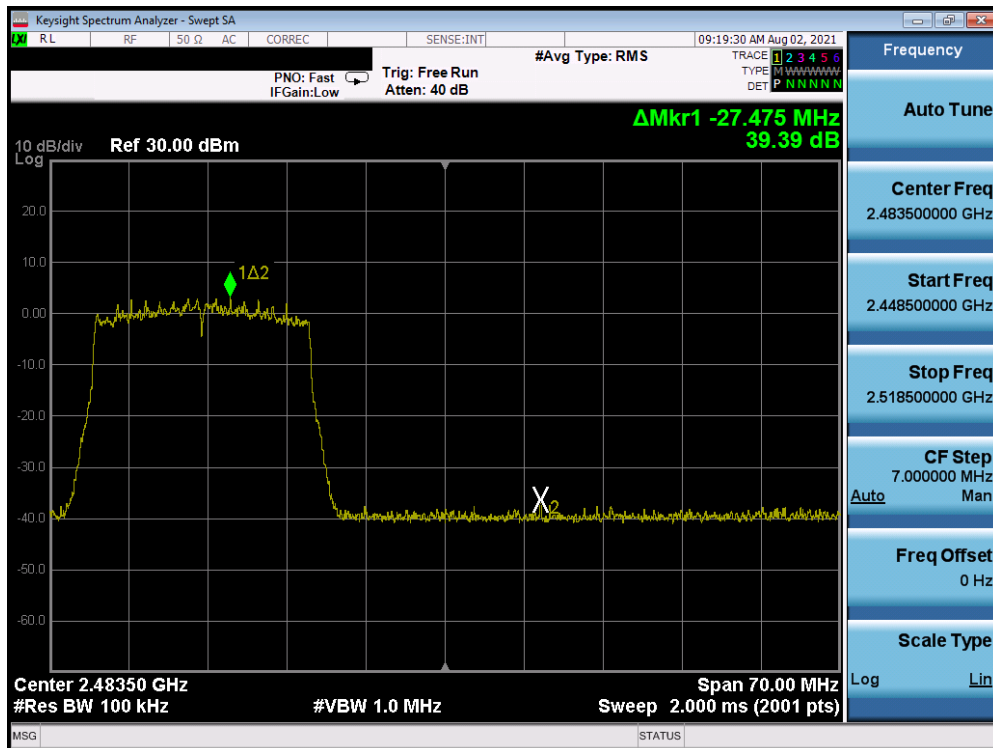 LXI Keysight Spectrum Analyzer - Swept SA
RL RF 50 Ω AC CORREC SENSE:INT 09:19:30 AM Aug 02, 2021
PNO: Fast
IFGain:Low
Trig: Free Run
Atten: 40 dB
#Avg Type: RMS
TRACE 1 2 3 4 5 6
TYPE M W W W W W
DET P N N N N N
ΔMkr1 -27.475 MHz
39.39 dB
10 dB/div Ref 30.00 dBm
Log
20.0
10.0
0.00
-10.0
-20.0
-30.0
-40.0
-50.0
-60.0
1Δ2
X2
Center 2.48350 GHz Span 70.00 MHz
#Res BW 100 kHz #VBW 1.0 MHz Sweep 2.000 ms (2001 pts)
MSG STATUS
Frequency
Auto Tune
Center Freq
2.483500000 GHz
Start Freq
2.448500000 GHz
Stop Freq
2.518500000 GHz
CF Step
7.000000 MHz
Auto Man
Freq Offset
0 Hz
Scale Type
Log Lin